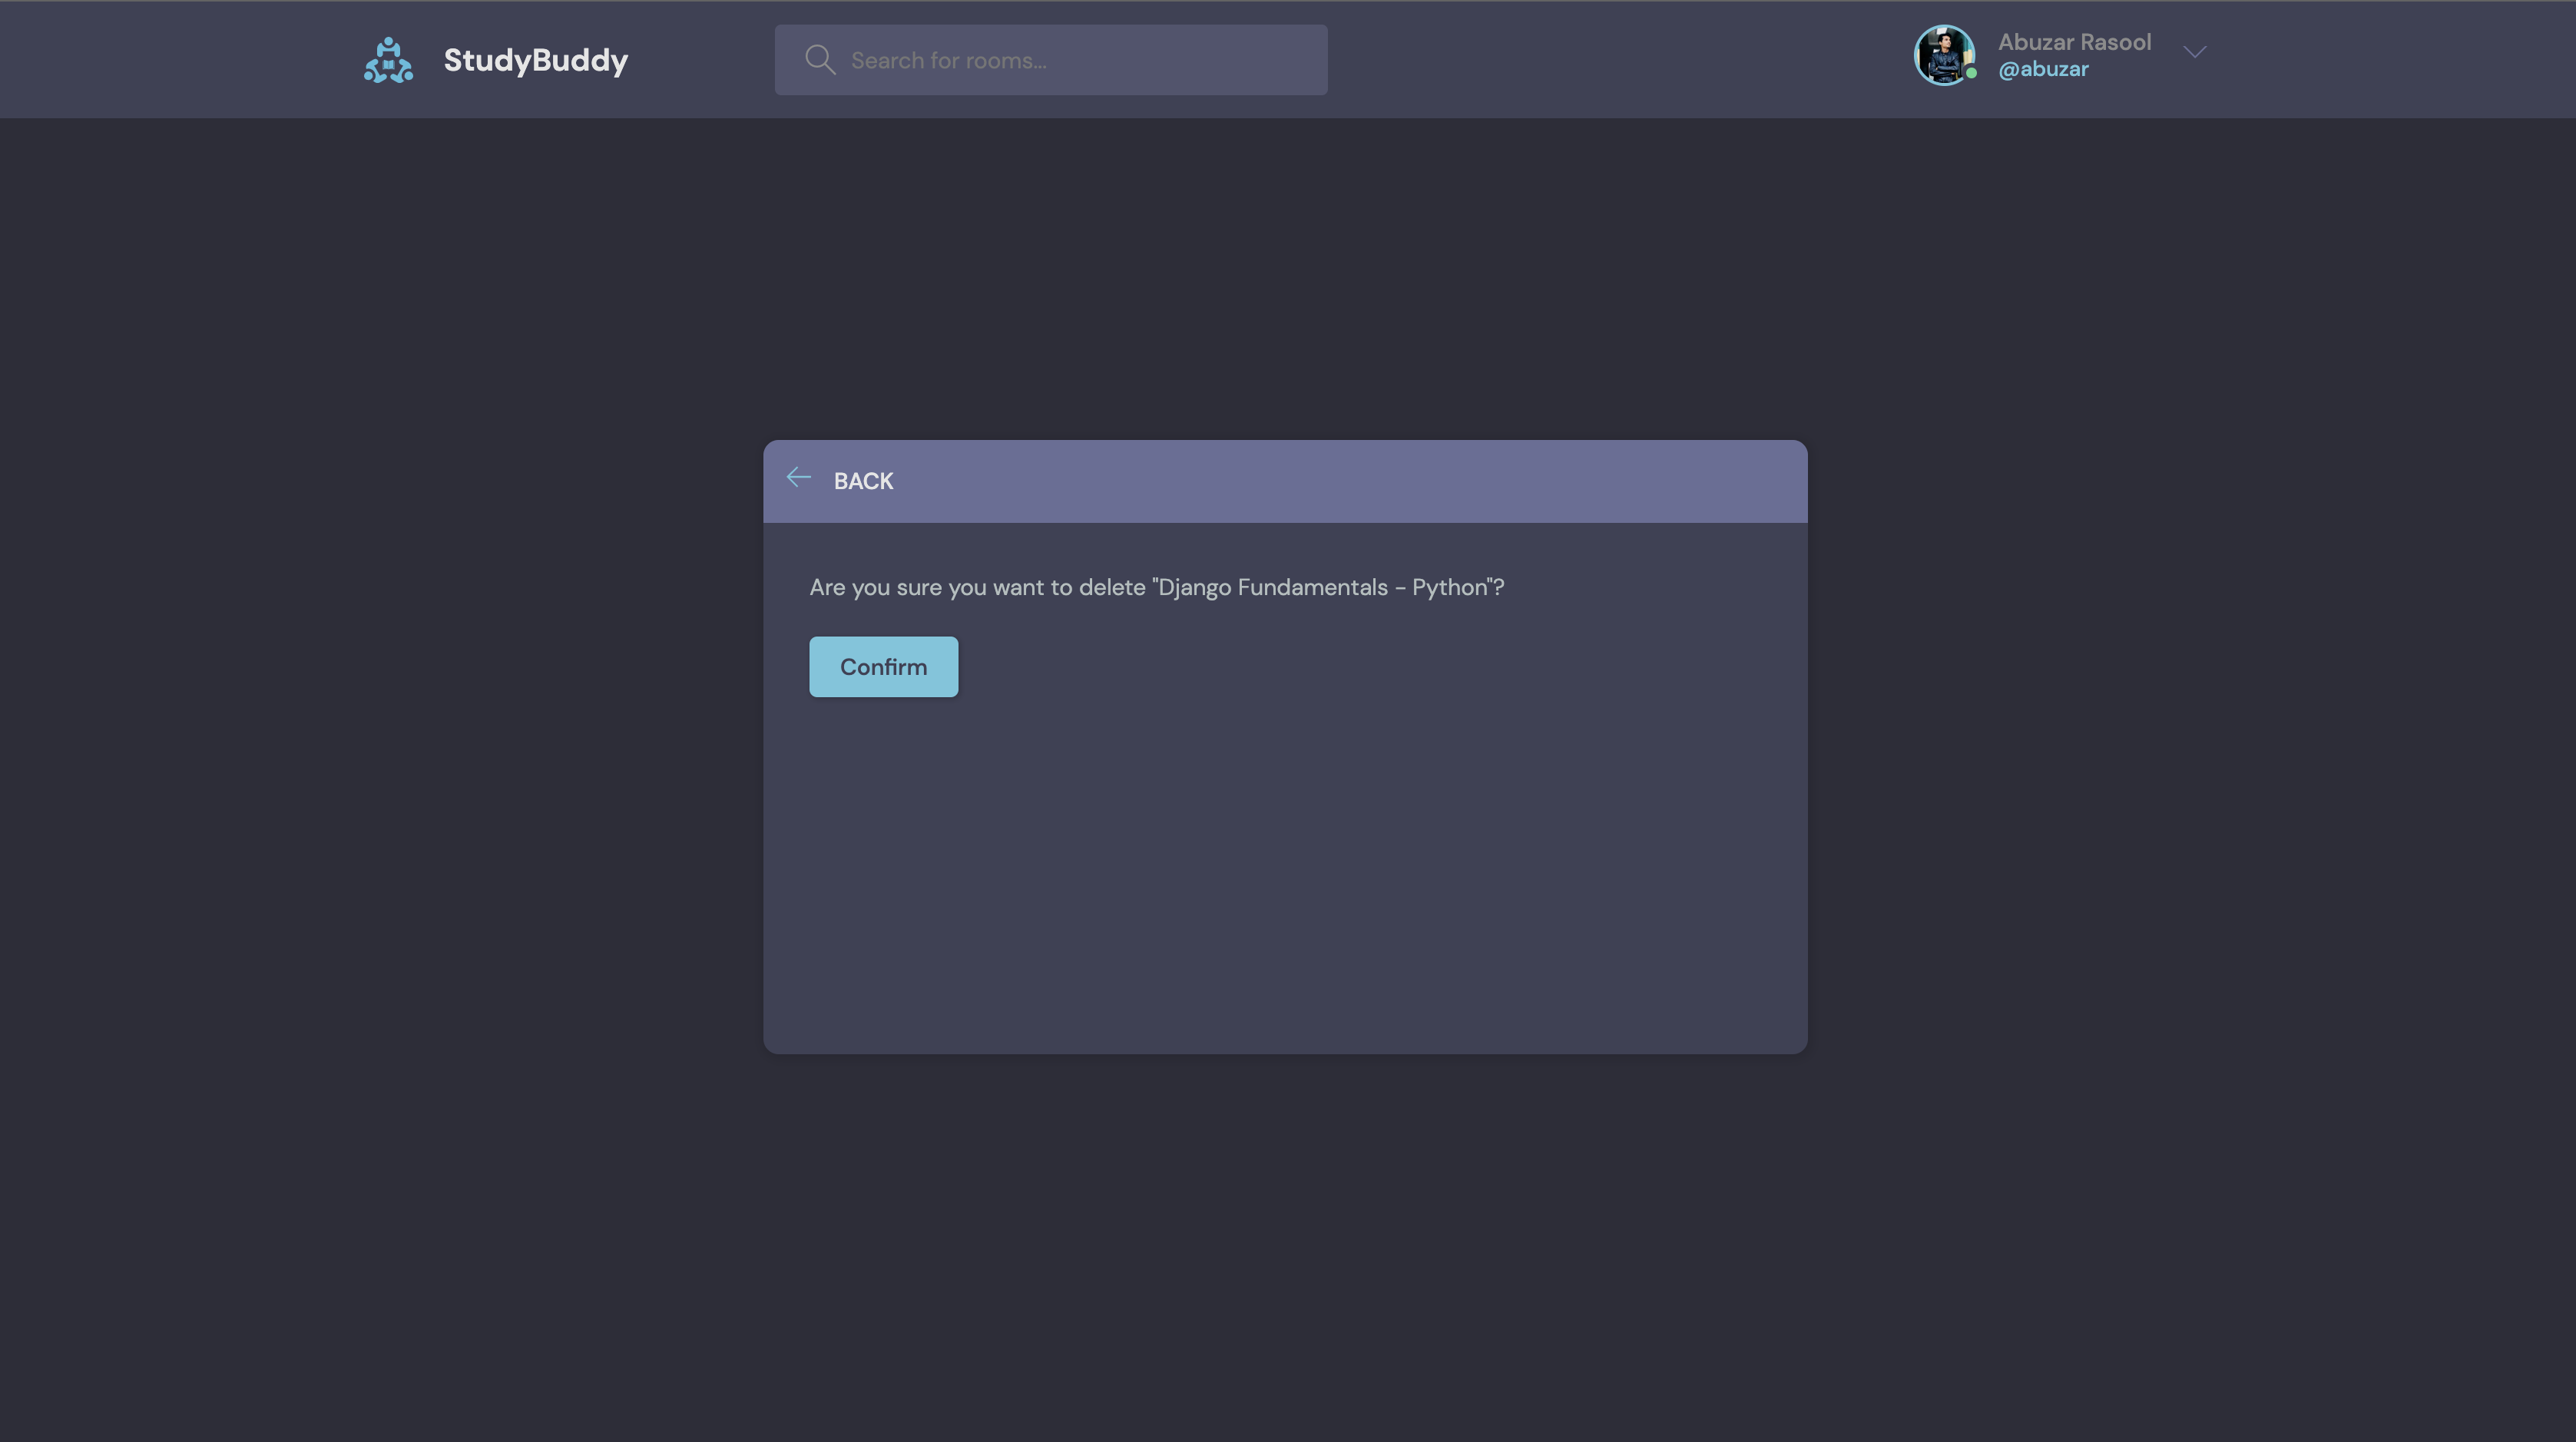 StudyBuddy
Search for rooms...
Abuzar Rasool
@abuzar
BACK
Are you sure you want to delete "Django Fundamentals - Python"?
Confirm